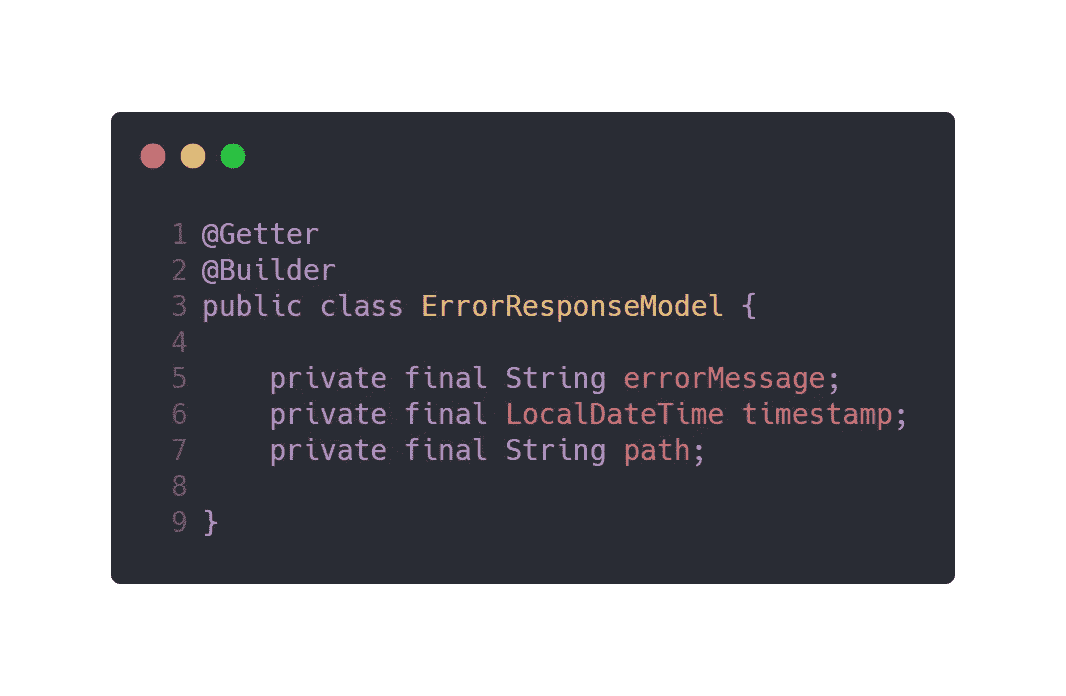 1 @Getter
2 @Builder
3 public class ErrorResponseModel {
4
5     private final String errorMessage;
6     private final LocalDateTime timestamp;
7     private final String path;
8
9 }